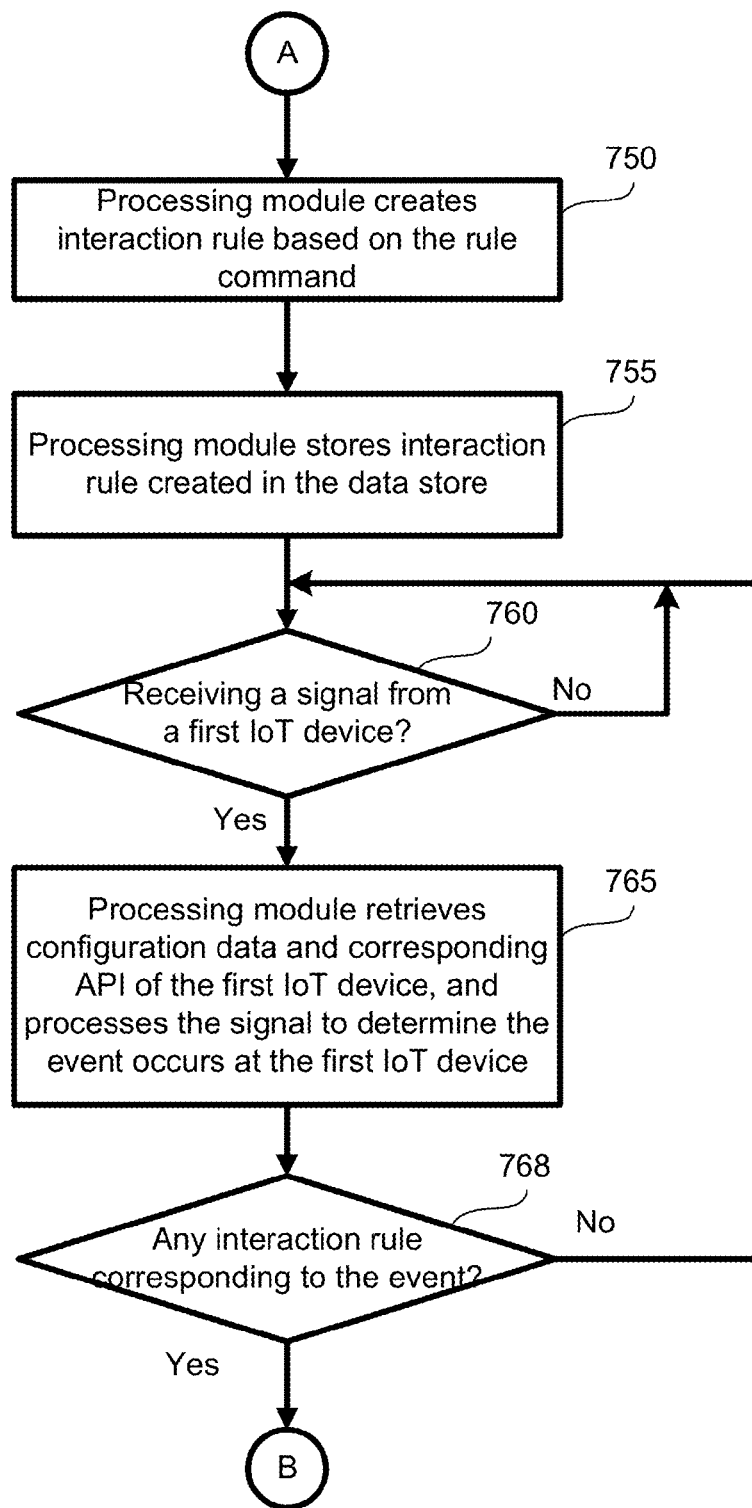 A
750
Processing module creates
interaction rule based on the rule
command
755
Processing module stores interaction
rule created in the data store
760
Receiving a signal from
a first IoT device?
No
Yes
765
Processing module retrieves
configuration data and corresponding
API of the first IoT device, and
processes the signal to determine the
event occurs at the first IoT device
768
Any interaction rule
corresponding to the event?
No
Yes
B